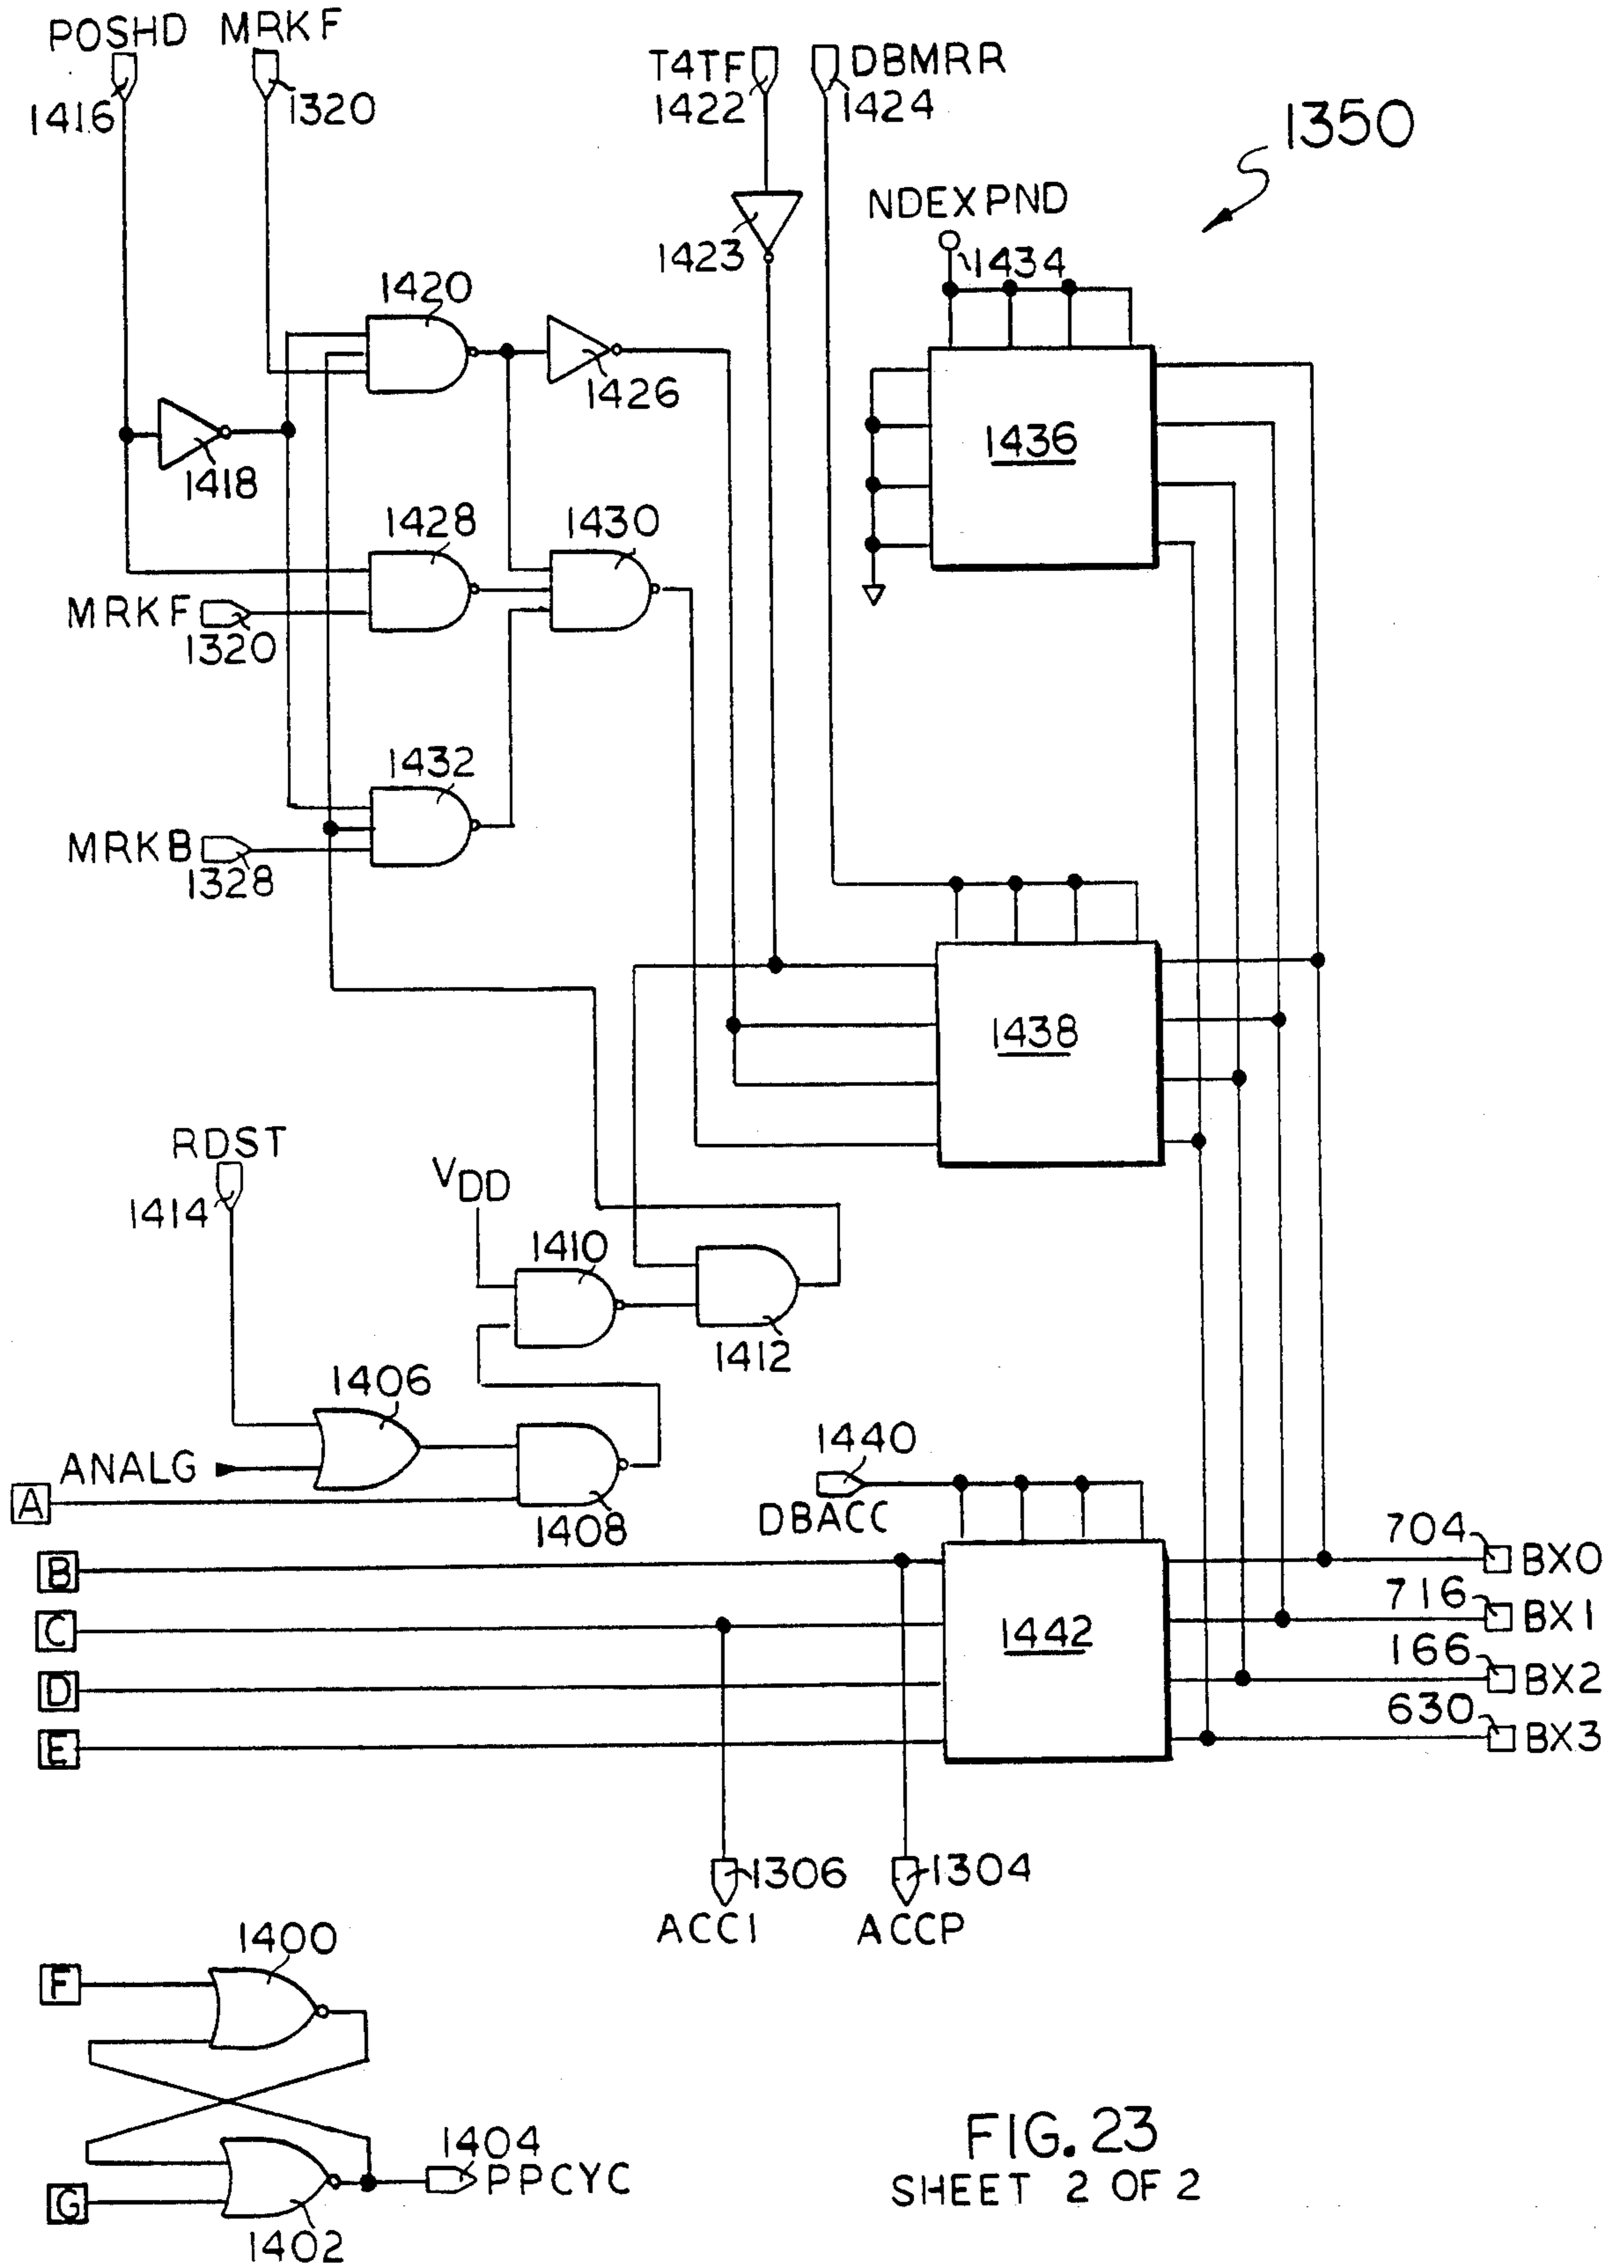 POSHD MRKF
1416
1320
T4TF
1422
DBMRR
1424
1350
NDEXPND
1434
1423
1420
1426
1436
1418
1428
1430
MRKF
1320
1432
MRKB
1328
1438
RDST
1414
VDD
1410
1412
1406
ANALG
A
1408
1440
DBACC
B
704
BX0
C
1442
716
BX1
D
166
BX2
E
630
BX3
1306
1304
ACC1
ACCP
1400
F
1404
PPCYC
G
1402
FIG. 23
SHEET 2 OF 2